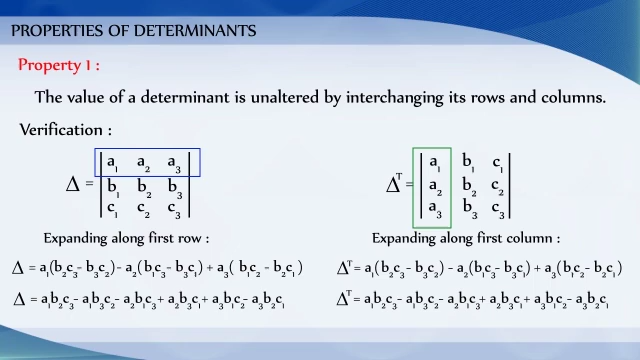 PROPERTIES OF DETERMINANTS
Property 1 :
The value of a determinant is unaltered by interchanging its rows and columns.
Verification :
Δ = | a₁ a₂ a₃ |
| b₁ b₂ b₃ |
| c₁ c₂ c₃ |
Δᵀ = | a₁ b₁ c₁ |
| a₂ b₂ c₂ |
| a₃ b₃ c₃ |
Expanding along first row :
Δ = a₁(b₂c₃- b₃c₂)- a₂(b₁c₃- b₃c₁) + a₃( b₁c₂ - b₂c₁)
Δ = a₁b₂c₃- a₁b₃c₂- a₂b₁c₃+ a₂b₃c₁+ a₃b₁c₂- a₃b₂c₁
Expanding along first column :
Δᵀ= a₁(b₂c₃- b₃c₂) - a₂(b₁c₃- b₃c₁)+ a₃(b₁c₂- b₂c₁)
Δᵀ= a₁b₂c₃- a₁b₃c₂- a₂b₁c₃+ a₂b₃c₁+ a₃b₁c₂- a₃b₂c₁